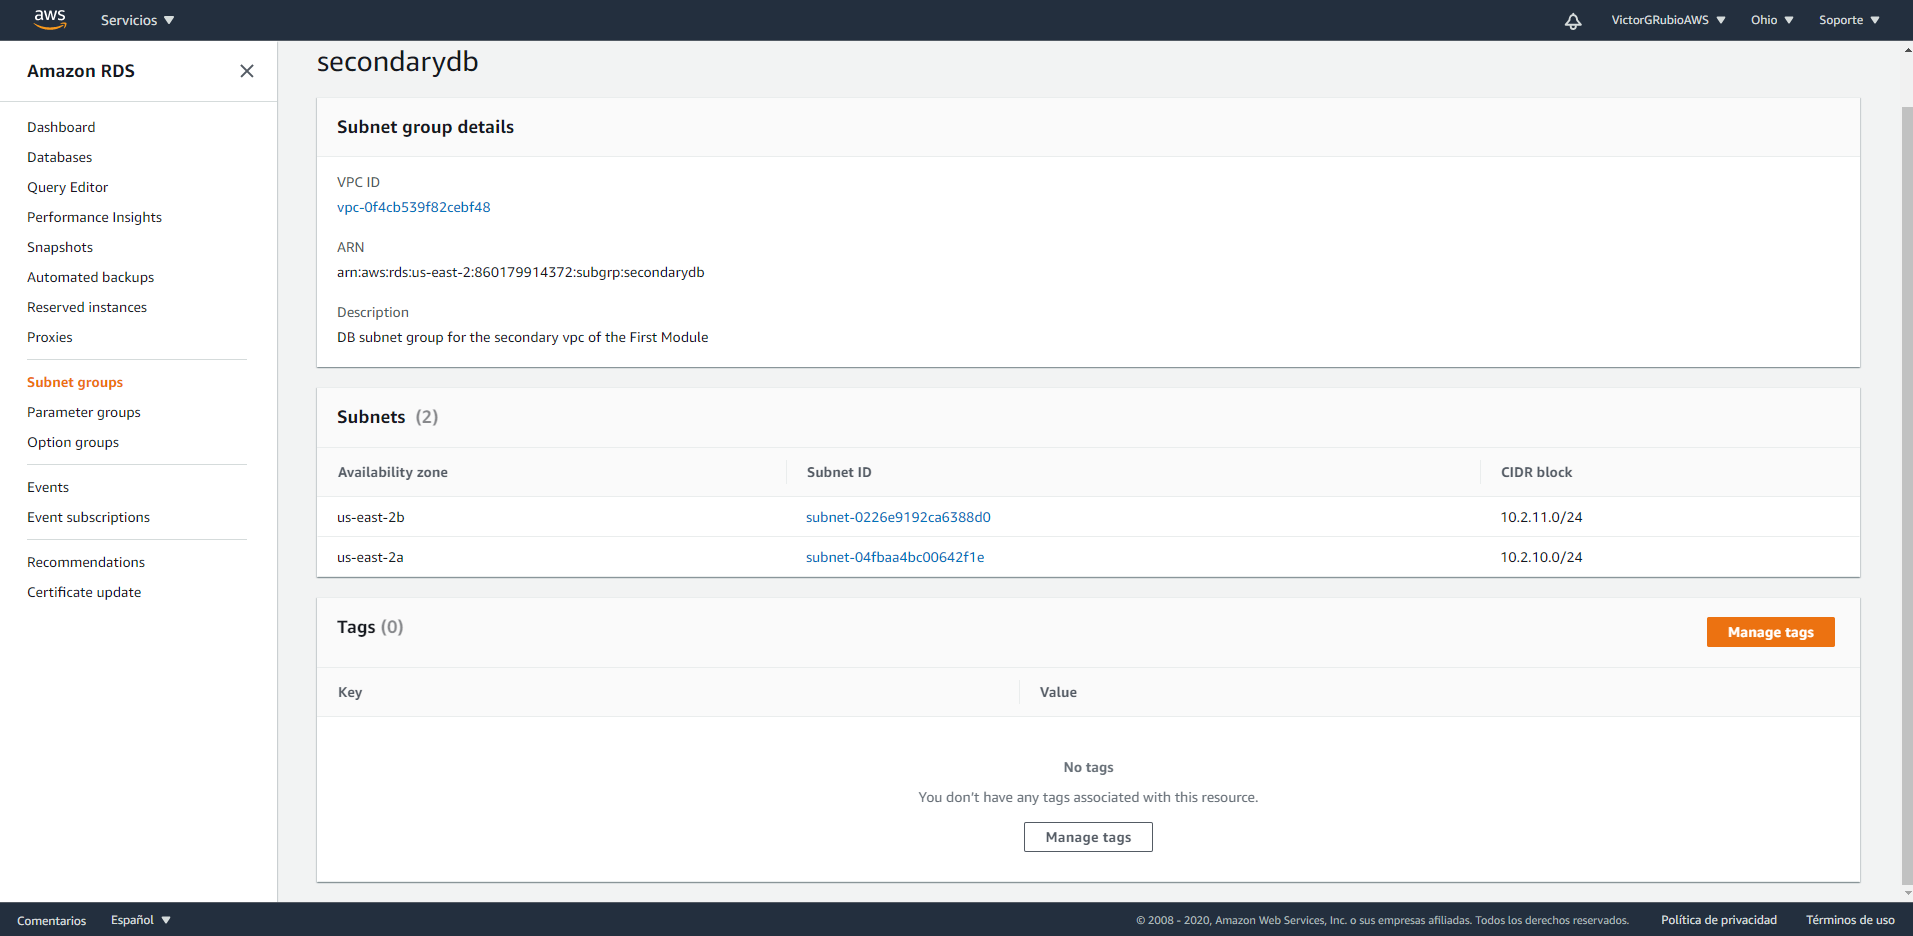 aws
Servicios
VictorGRubioAWS
Ohio
Soporte
Amazon RDS
Dashboard
Databases
Query Editor
Performance Insights
Snapshots
Automated backups
Reserved instances
Proxies
Subnet groups
Parameter groups
Option groups
Events
Event subscriptions
Recommendations
Certificate update
secondarydb
Subnet group details
VPC ID
vpc-0f4cb539f82cebf48
ARN
arn:aws:rds:us-east-2:860179914372:subgrp:secondarydb
Description
DB subnet group for the secondary vpc of the First Module
Subnets (2)
Availability zone Subnet ID CIDR block
us-east-2b subnet-0226e9192ca6388d0 10.2.11.0/24
us-east-2a subnet-04fbaa4bc00642f1e 10.2.10.0/24
Tags (0)
Manage tags
Key Value
No tags
You don't have any tags associated with this resource.
Manage tags
Comentarios
Español
© 2008 - 2020, Amazon Web Services, Inc. o sus empresas afiliadas. Todos los derechos reservados.
Política de privacidad
Términos de uso